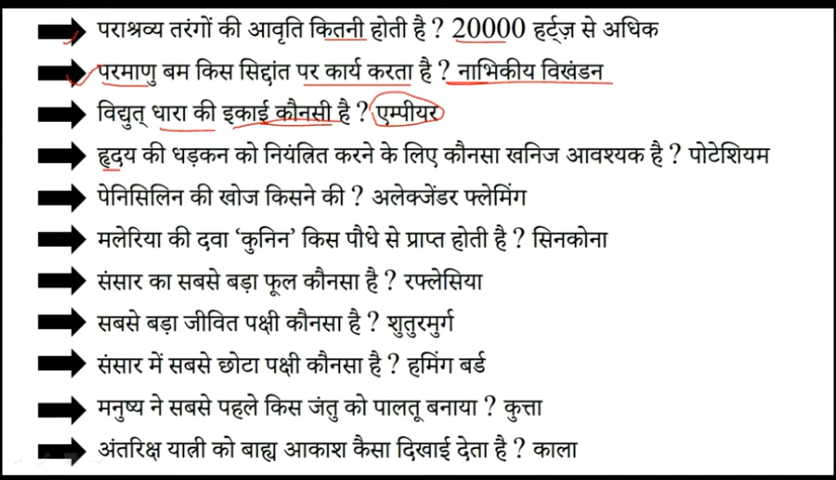 पराश्रव्य तरंगों की आवृति कितनी होती है ? 20000 हर्ट्ज़ से अधिक
परमाणु बम किस सिद्दांत पर कार्य करता है ? नाभिकीय विखंडन
विद्युत् धारा की इकाई कौनसी है ? एम्पीयर
हृदय की धड़कन को नियंत्रित करने के लिए कौनसा खनिज आवश्यक है ? पोटेशियम
पेनिसिलिन की खोज किसने की ? अलेक्जेंडर फ्लेमिंग
मलेरिया की दवा ‘कुनिन’ किस पौधे से प्राप्त होती है ? सिनकोना
संसार का सबसे बड़ा फूल कौनसा है ? रफ्लेसिया
सबसे बड़ा जीवित पक्षी कौनसा है ? शुतुरमुर्ग
संसार में सबसे छोटा पक्षी कौनसा है ? हमिंग बर्ड
मनुष्य ने सबसे पहले किस जंतु को पालतू बनाया ? कुत्ता
अंतरिक्ष यात्री को बाह्य आकाश कैसा दिखाई देता है ? काला